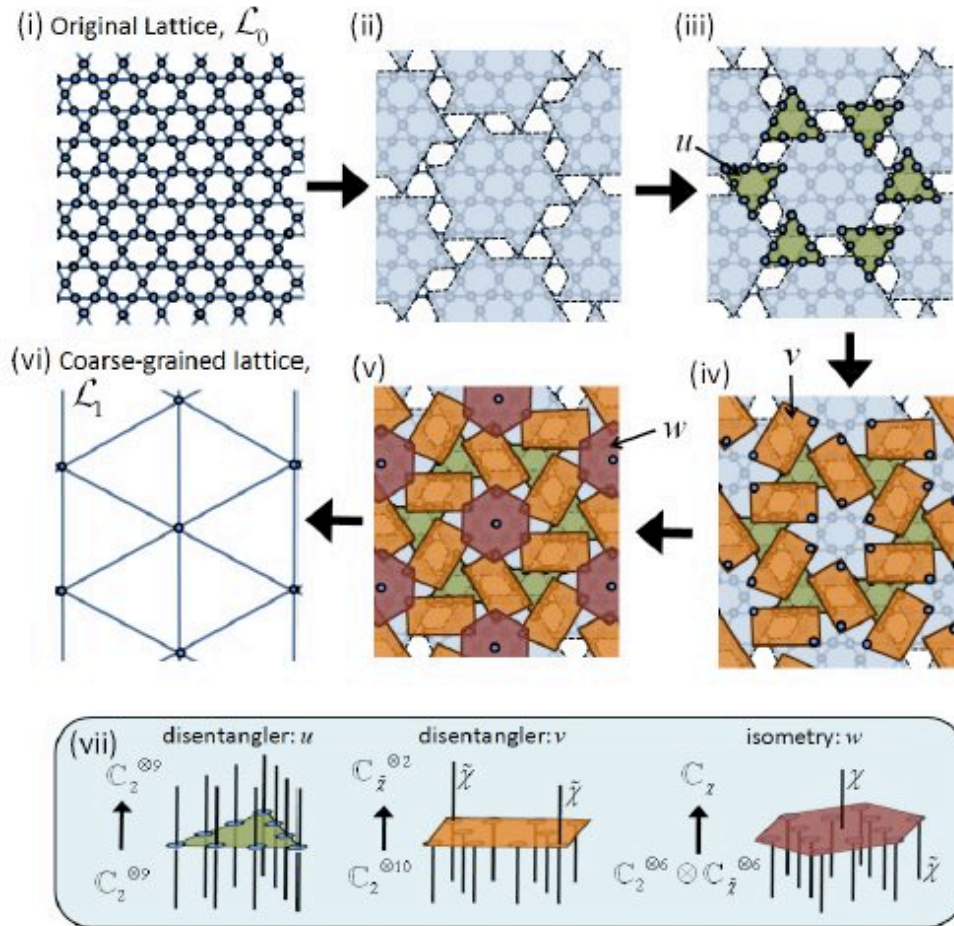 (i) Original Lattice, ℒ₀
(ii)
(iii)
u
(vi) Coarse-grained lattice,
ℒ₁
(v)
w
(iv)
v
(vii)
disentangler: u
ℂ₂^⊗9
ℂ₂^⊗9
disentangler: v
ℂ_χ̃^⊗2
ℂ₂^⊗10
χ̃
χ̃
isometry: w
ℂ_χ
ℂ₂^⊗6 ⊗ ℂ_χ̃^⊗6
χ
χ̃